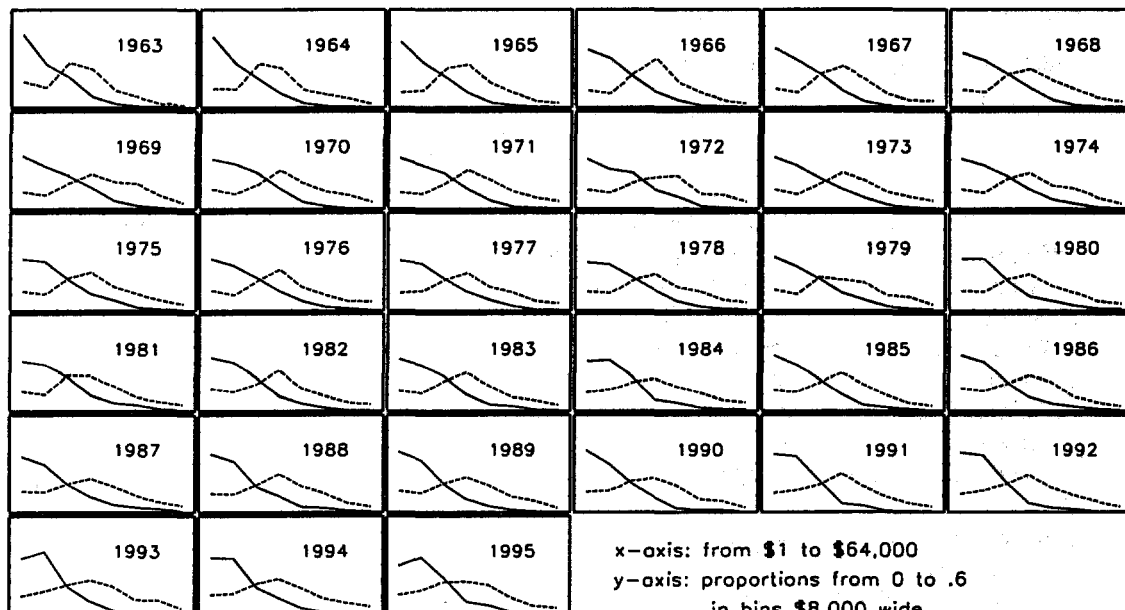 1963 1964 1965 1966 1967 1968
1969 1970 1971 1972 1973 1974
1975 1976 1977 1978 1979 1980
1981 1982 1983 1984 1985 1986
1987 1988 1989 1990 1991 1992
1993 1994 1995
x-axis: from $1 to $64,000
y-axis: proportions from 0 to .6
in bins $8,000 wide